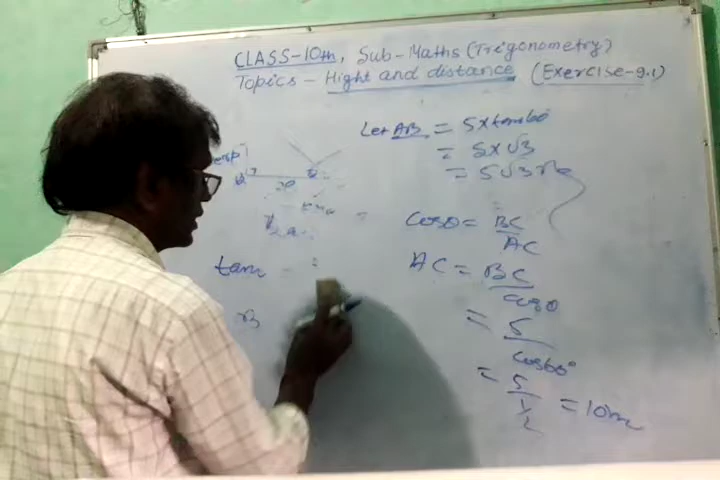 CLASS-10th, Sub-Maths (Trigonometry)
Topics - Hight and distance (Exercise-9.1)
Let AB = 5 x tan60°
= 5 x √3
= 5√3 m
Cosθ = BC/AC
AC = BC/cosθ
= 5/cos60°
= 5/1/2 = 10m
tan
B